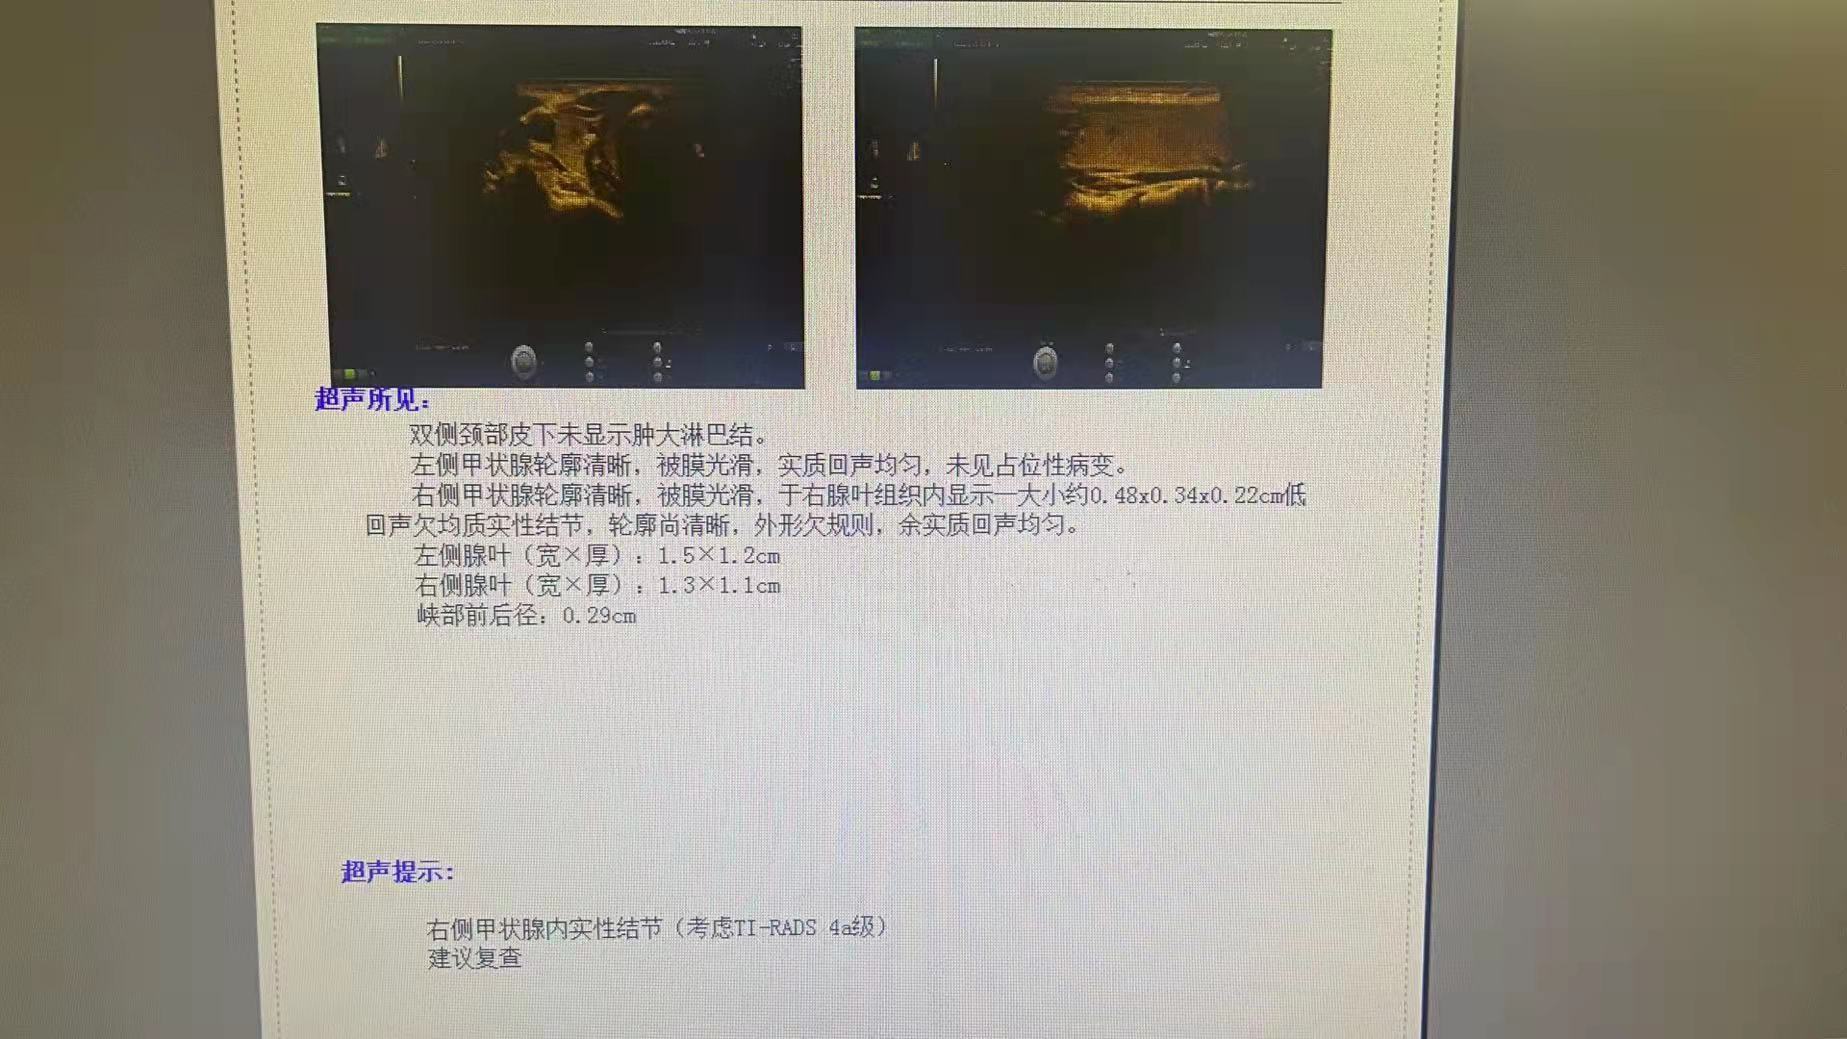 超声所见:
双侧颈部皮下未显示肿大淋巴结。
左侧甲状腺轮廓清晰，被膜光滑，实质回声均匀，未见占位性病变。
右侧甲状腺轮廓清晰，被膜光滑，于右腺叶组织内显示一大小约0.48x0.34x0.22cm低
回声欠均质实性结节，轮廓尚清晰，外形欠规则，余实质回声均匀。
左侧腺叶（宽×厚）: 1.5×1.2cm
右侧腺叶（宽×厚）: 1.3×1.1cm
峡部前后径: 0.29cm
超声提示:
右侧甲状腺内实性结节（考虑TI-RADS 4a级）
建议复查